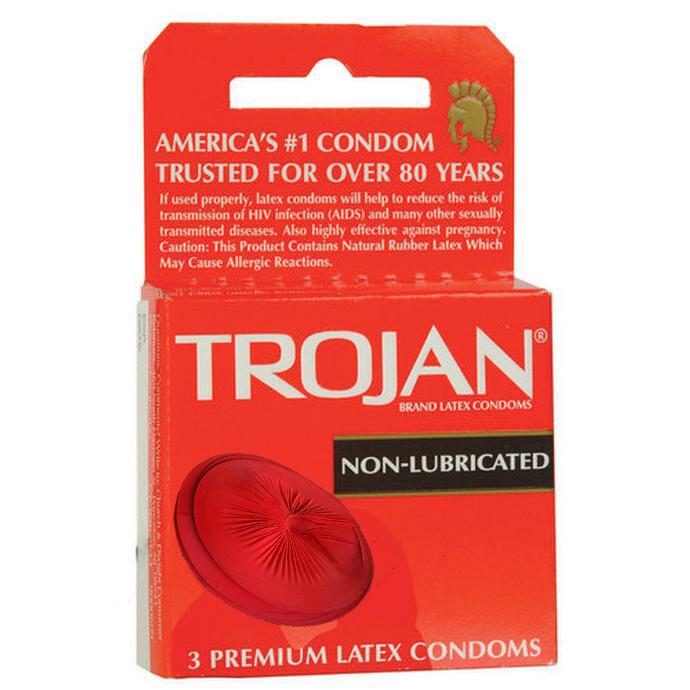 AMERICA'S #1 CONDOM
TRUSTED FOR OVER 80 YEARS
If used properly, latex condoms will help to reduce the risk of
transmission of HIV infection (AIDS) and many other sexually
transmitted diseases. Also highly effective against pregnancy.
Caution: This Product Contains Natural Rubber Latex Which
May Cause Allergic Reactions.
TROJAN®
BRAND LATEX CONDOMS
NON-LUBRICATED
3 PREMIUM LATEX CONDOMS